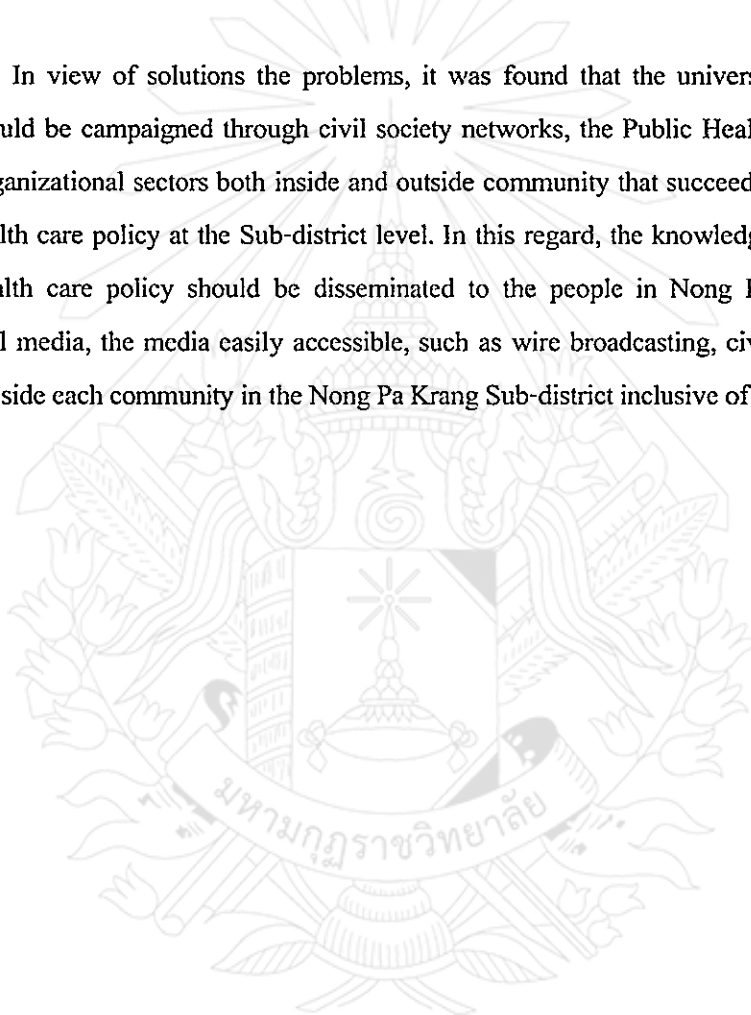 In view of solutions the problems, it was found that the univers
uld be campaigned through civil society networks, the Public Heal
ganizational sectors both inside and outside community that succeed
lth care policy at the Sub-district level. In this regard, the knowledg
alth care policy should be disseminated to the people in Nong P
l media, the media easily accessible, such as wire broadcasting, civ
side each community in the Nong Pa Krang Sub-district inclusive of
มหามกุฏราชวิทยาลัย